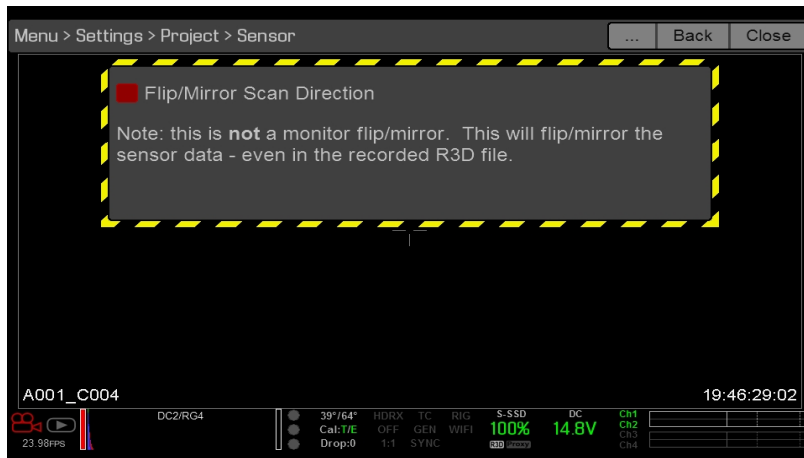 Menu > Settings > Project > Sensor
... Back Close
Flip/Mirror Scan Direction
Note: this is not a monitor flip/mirror. This will flip/mirror the
sensor data - even in the recorded R3D file.
A001_C004 19:46:29:02
DC2/RG4 39°/64° HDRX TC RIG S-SSD DC Ch1
Cal:T/E OFF GEN WIFI 100% 14.8V Ch2
23.98FPS Drop:0 1:1 SYNC R3D Proxy Ch3
Ch4